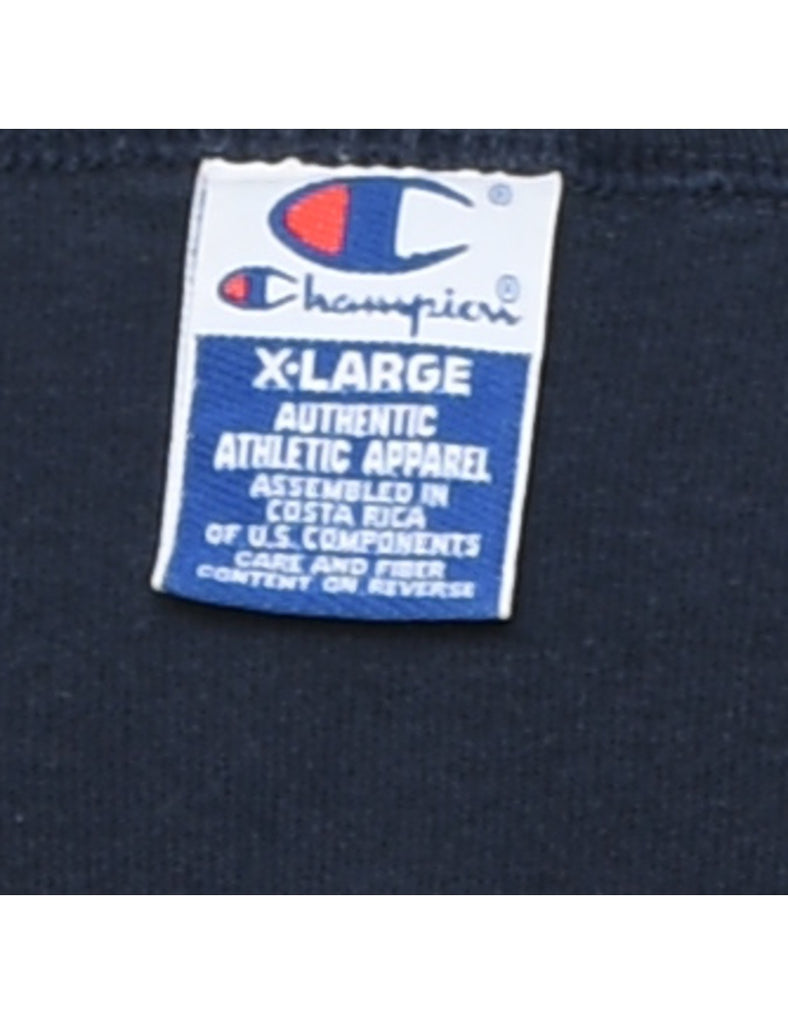 ®
Champion®
X•LARGE
AUTHENTIC
ATHLETIC APPAREL
ASSEMBLED IN
COSTA RICA
OF U.S. COMPONENTS
CARE AND FIBER
CONTENT ON REVERSE